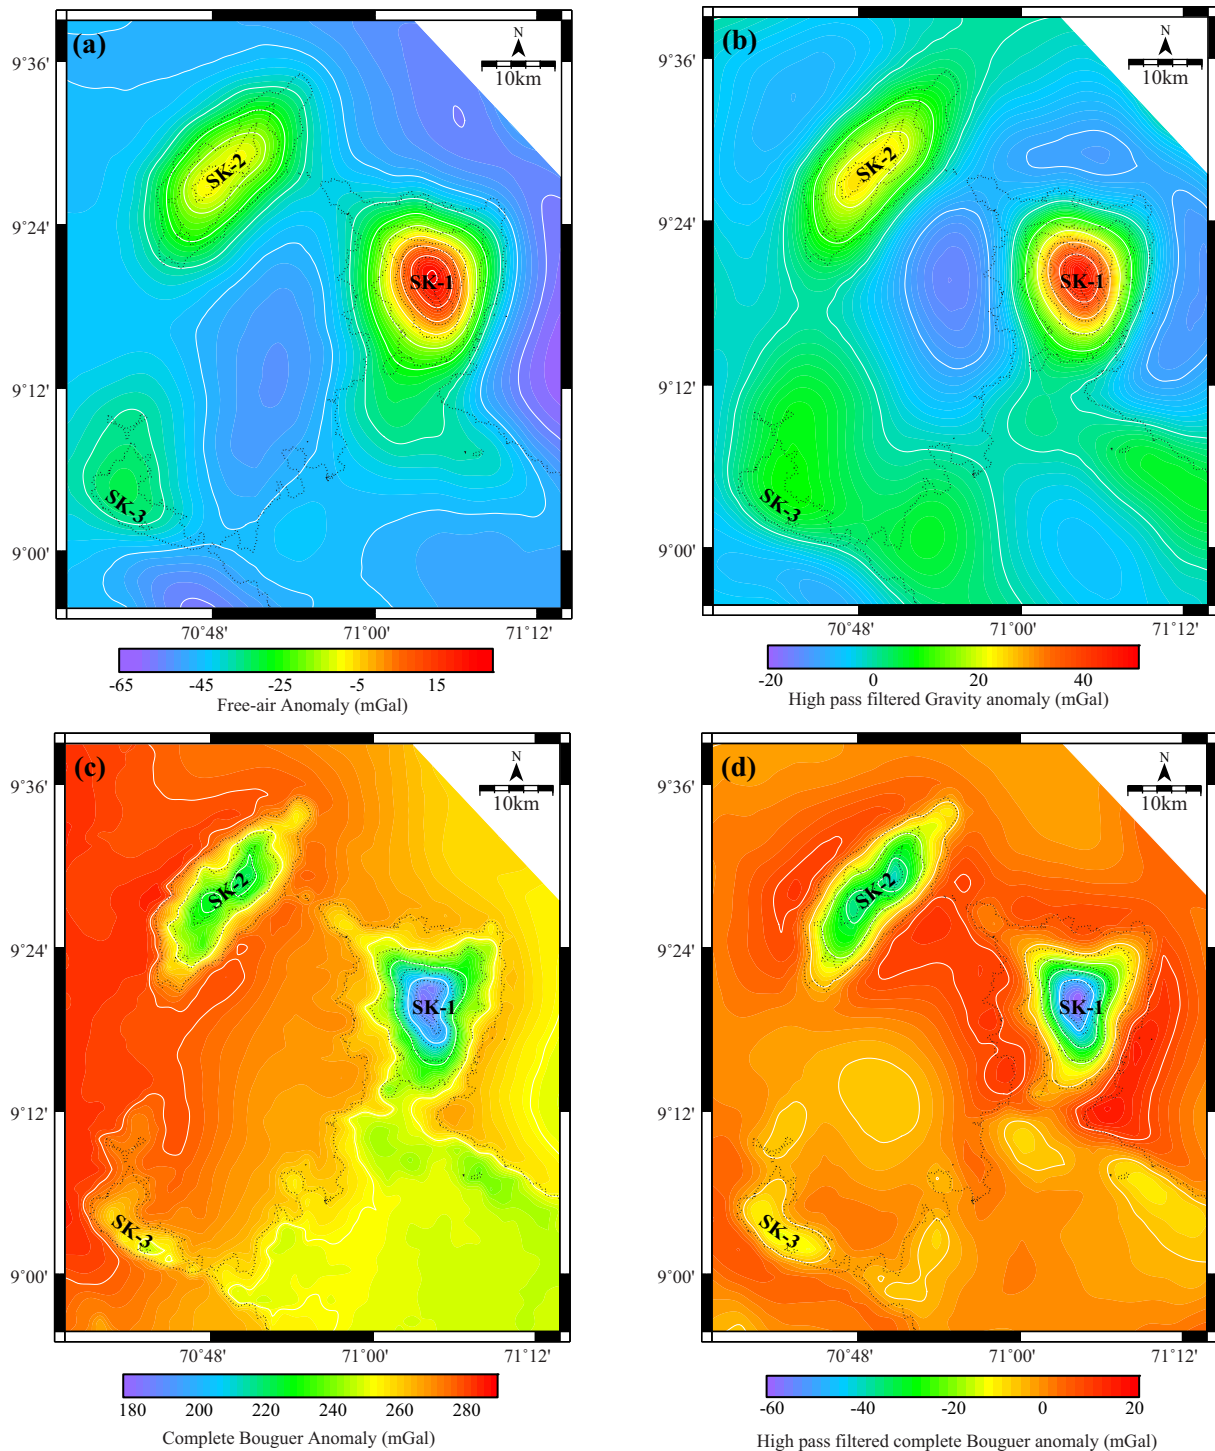 (a)
N
10km
9°36'
9°24'
9°12'
9°00'
SK-2
SK-1
SK-3
70°48'
71°00'
71°12'
-65
-45
-25
-5
15
Free-air Anomaly (mGal)
(b)
N
10km
9°36'
9°24'
9°12'
9°00'
SK-2
SK-1
SK-3
70°48'
71°00'
71°12'
-20
0
20
40
High pass filtered Gravity anomaly (mGal)
(c)
N
10km
9°36'
9°24'
9°12'
9°00'
SK-2
SK-1
SK-3
70°48'
71°00'
71°12'
180
200
220
240
260
280
Complete Bouguer Anomaly (mGal)
(d)
N
10km
9°36'
9°24'
9°12'
9°00'
SK-2
SK-1
SK-3
70°48'
71°00'
71°12'
-60
-40
-20
0
20
High pass filtered complete Bouguer anomaly (mGal)